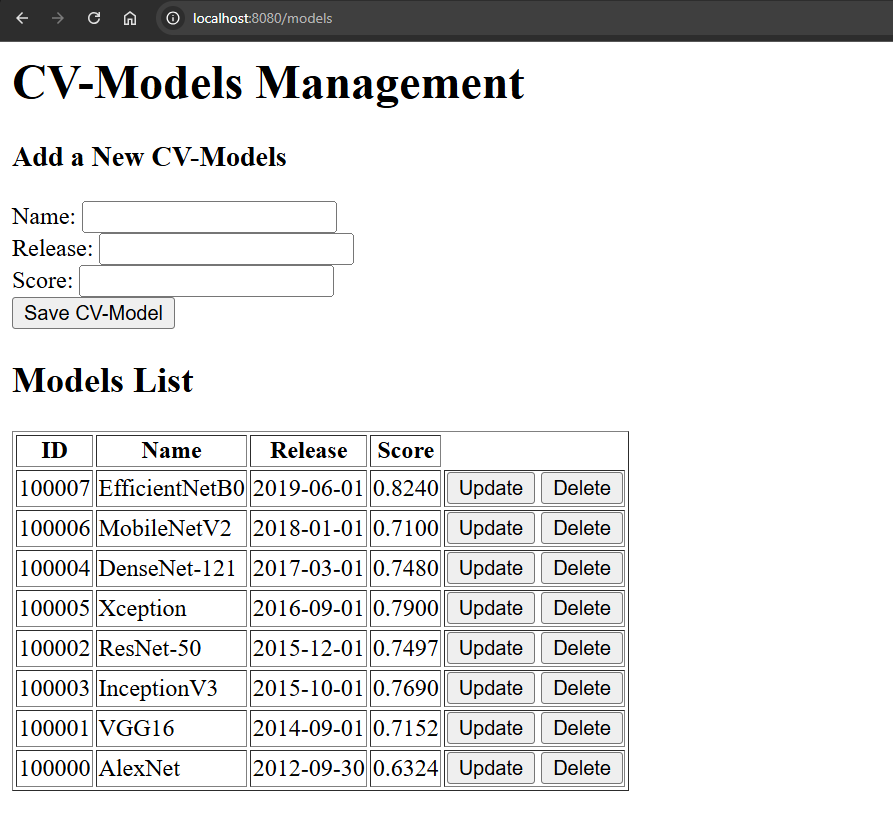 localhost:8080/models
CV-Models Management
Add a New CV-Models
Name:
Release:
Score:
Save CV-Model
Models List
ID Name Release Score
100007 EfficientNetB0 2019-06-01 0.8240 Update Delete
100006 MobileNetV2 2018-01-01 0.7100 Update Delete
100004 DenseNet-121 2017-03-01 0.7480 Update Delete
100005 Xception 2016-09-01 0.7900 Update Delete
100002 ResNet-50 2015-12-01 0.7497 Update Delete
100003 InceptionV3 2015-10-01 0.7690 Update Delete
100001 VGG16 2014-09-01 0.7152 Update Delete
100000 AlexNet 2012-09-30 0.6324 Update Delete